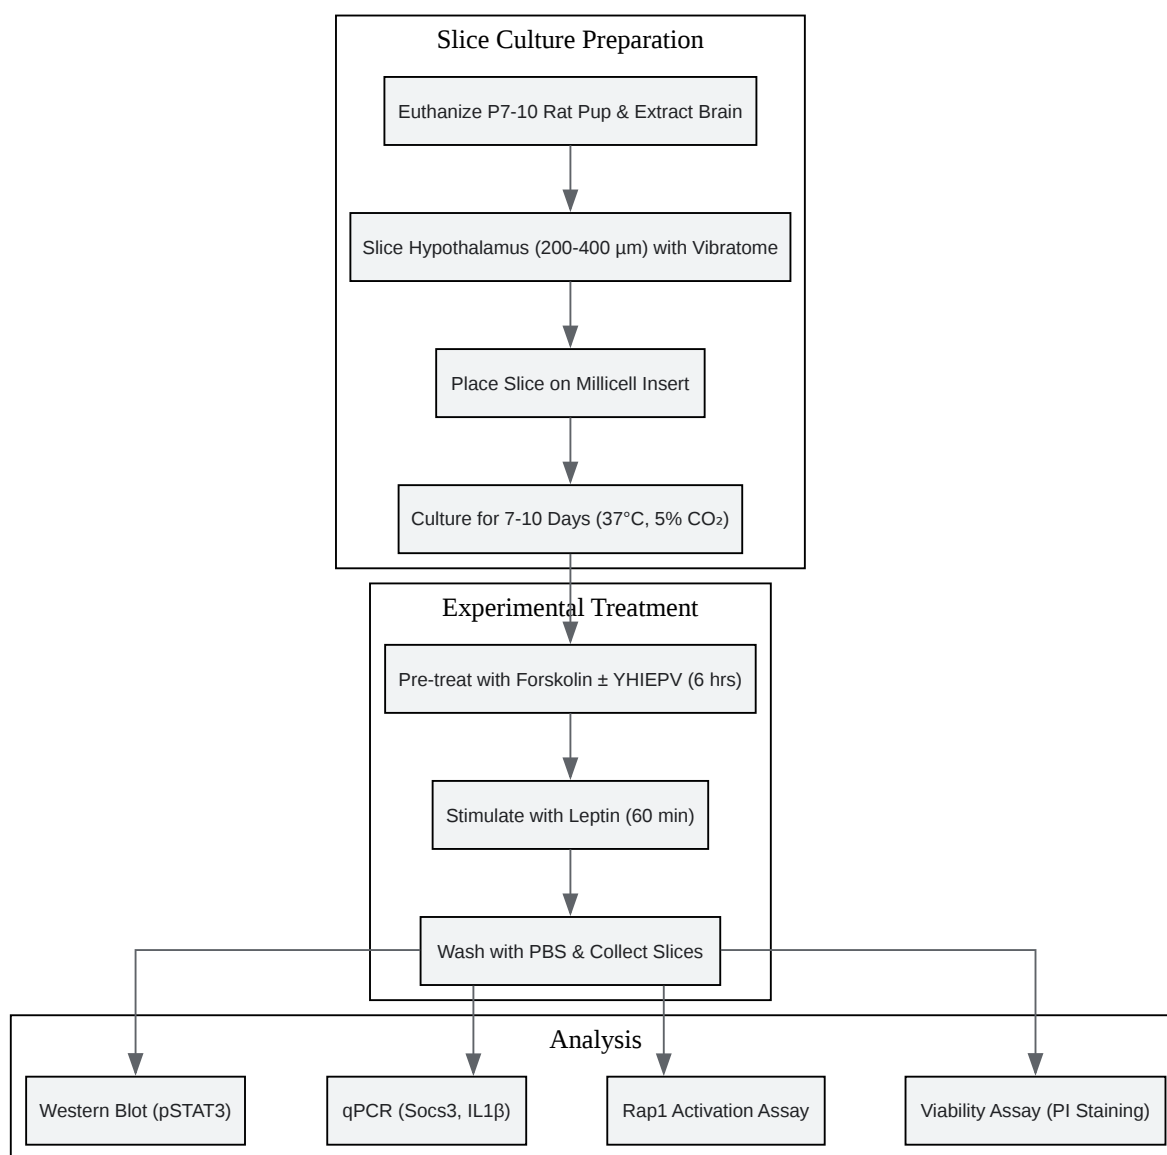 Slice Culture Preparation
Euthanize P7-10 Rat Pup & Extract Brain
Slice Hypothalamus (200-400 µm) with Vibratome
Place Slice on Millicell Insert
Culture for 7-10 Days (37°C, 5% CO₂)
Experimental Treatment
Pre-treat with Forskolin ± YHIEPV (6 hrs)
Stimulate with Leptin (60 min)
Wash with PBS & Collect Slices
Analysis
Western Blot (pSTAT3)
qPCR (Socs3, IL1β)
Rap1 Activation Assay
Viability Assay (PI Staining)